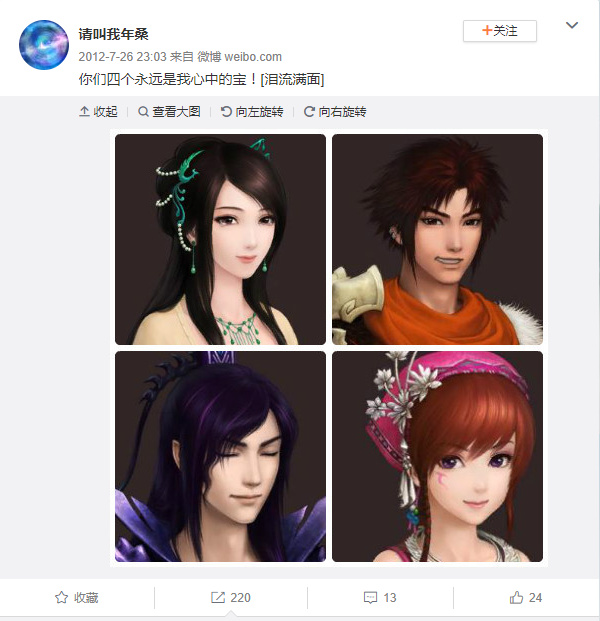 请叫我年桑
+关注
2012-7-26 23:03 来自 微博 weibo.com
你们四个永远是我心中的宝！[泪流满面]
收起 查看大图 向左旋转 向右旋转
收藏 220 13 24